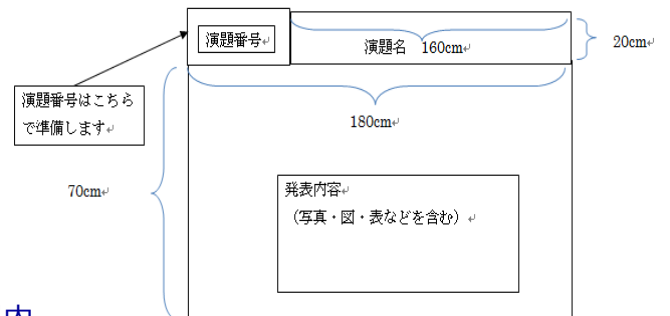 演題番号↵
演題名 160cm↵
20cm↵
演題番号はこちら
で準備します↵
180cm↵
70cm↵
発表内容↵
（写真・図・表などを含む）↵
内